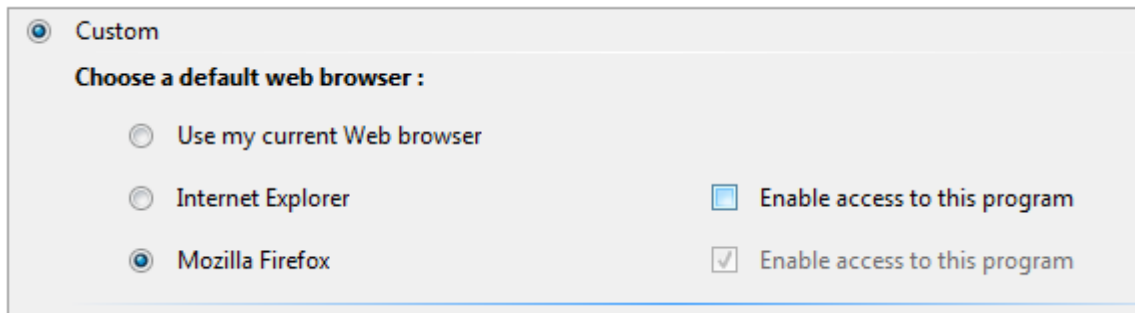 Custom
Choose a default web browser :
Use my current Web browser
Internet Explorer Enable access to this program
Mozilla Firefox Enable access to this program